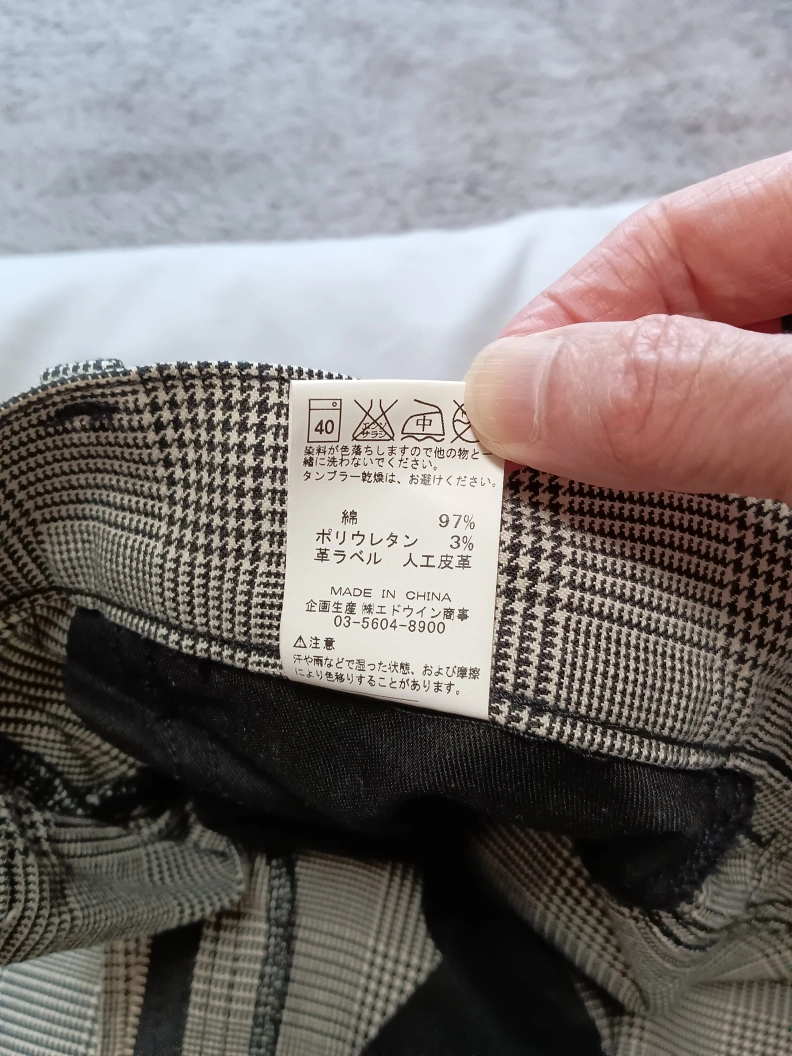 40 エンソサラシ 中
染料が色落ちしますので他の物と一
緒に洗わないでください。
タンブラー乾燥は、お避けください。
綿 97%
ポリウレタン 3%
革ラベル 人工皮革
MADE IN CHINA
企画生産 ㈱エドウイン商事
03-5604-8900
⚠注意
汗や雨などで湿った状態、および摩擦
により色移りすることがあります。